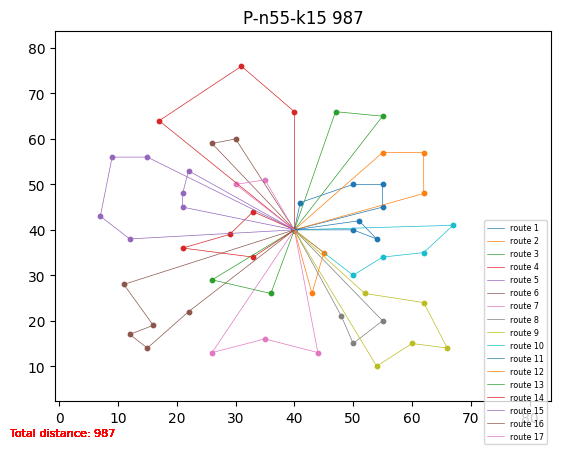 P-n55-k15 987
80
70
60
50
40
30
20
10
0 10 20 30 40 50 60 70 80
route 1
route 2
route 3
route 4
route 5
route 6
route 7
route 8
route 9
route 10
route 11
route 12
route 13
route 14
route 15
route 16
route 17
Total distance: 987